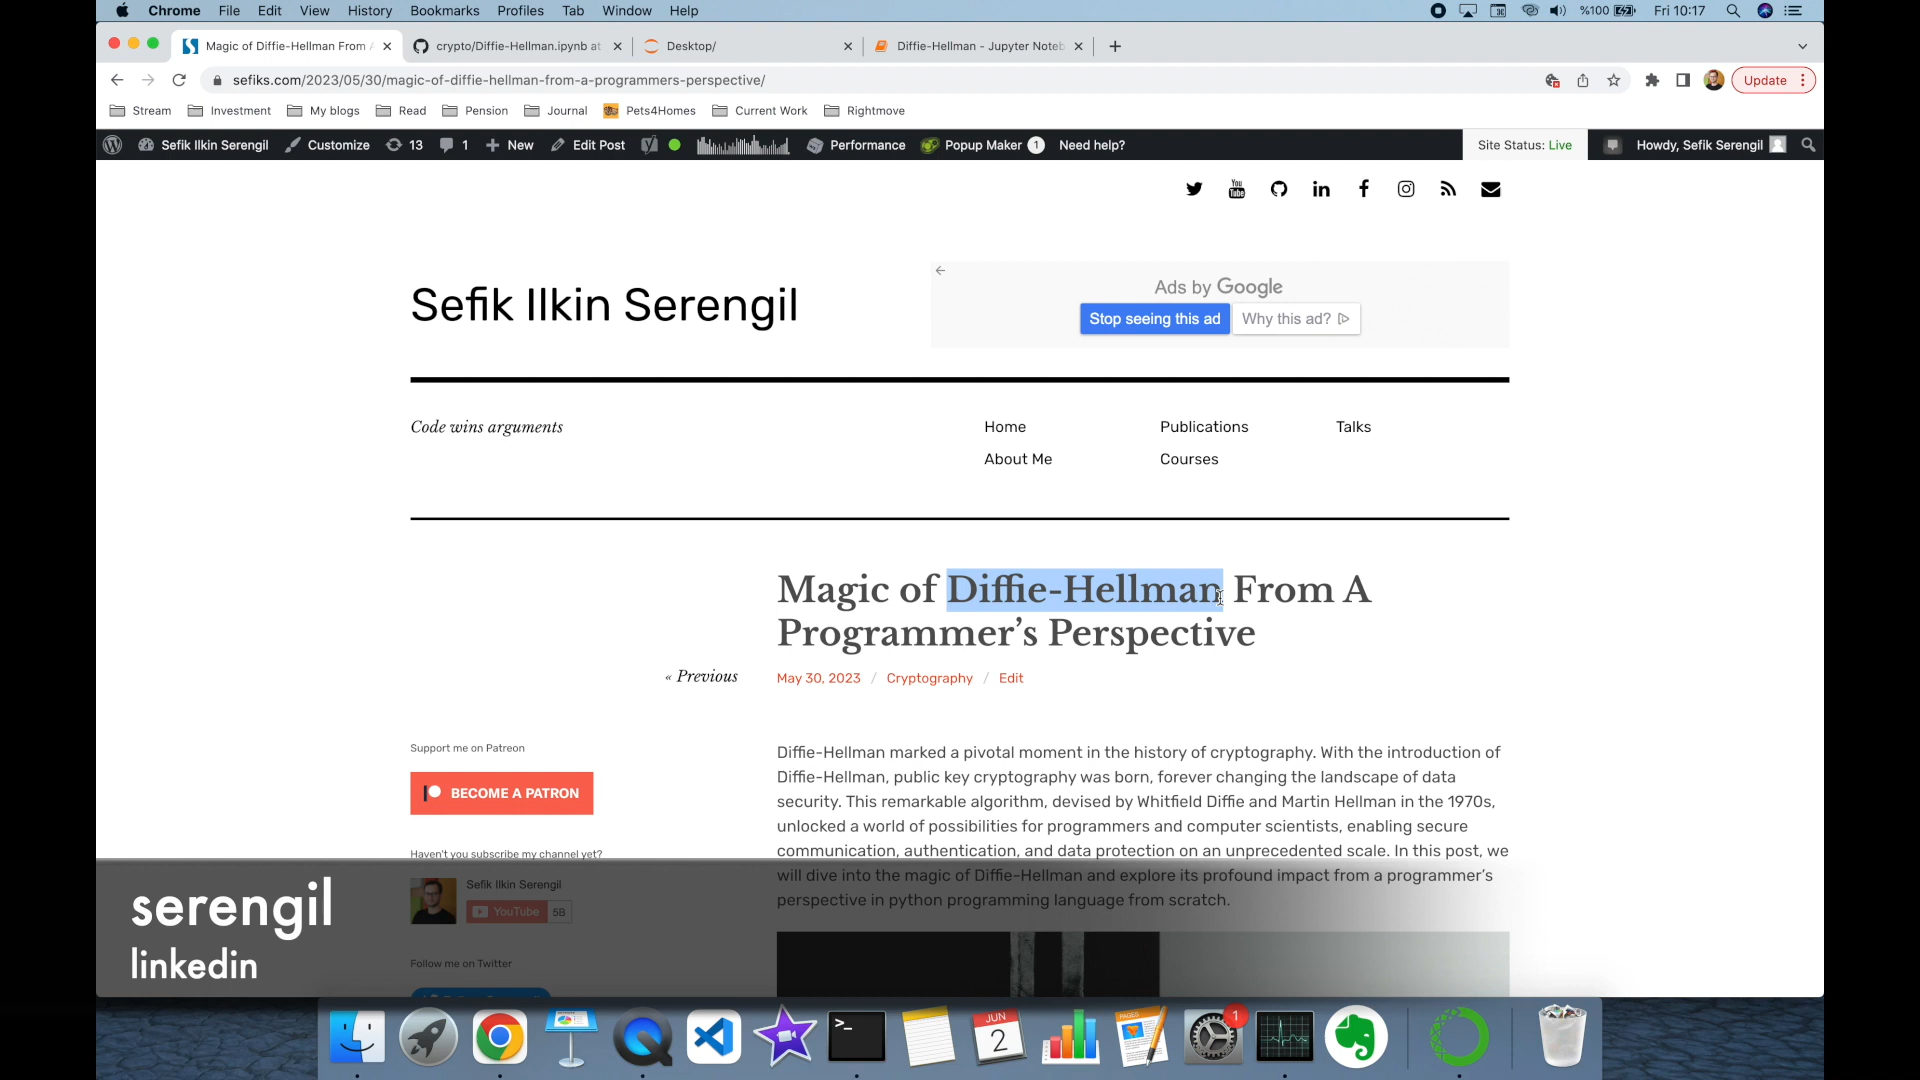 Chrome File Edit View History Bookmarks Profiles Tab Window Help %100 Fri 10:17
Magic of Diffie-Hellman From A
crypto/Diffie-Hellman.ipynb at
Desktop/
Diffie-Hellman - Jupyter Noteb
sefiks.com/2023/05/30/magic-of-diffie-hellman-from-a-programmers-perspective/
Update
Stream Investment My blogs Read Pension Journal Pets4Homes Current Work Rightmove
Sefik Ilkin Serengil Customize 13 1 New Edit Post Performance Popup Maker 1 Need help? Site Status: Live Howdy, Sefik Serengil
You
Tube
Sefik Ilkin Serengil
Ads by Google
Stop seeing this ad Why this ad?
Code wins arguments
Home Publications Talks
About Me Courses
Magic of Diffie-Hellman From A
Programmer’s Perspective
« Previous
May 30, 2023 / Cryptography / Edit
Support me on Patreon
BECOME A PATRON
Haven't you subscribe my channel yet?
Sefik Ilkin Serengil
YouTube 5B
Follow me on Twitter
Diffie-Hellman marked a pivotal moment in the history of cryptography. With the introduction of
Diffie-Hellman, public key cryptography was born, forever changing the landscape of data
security. This remarkable algorithm, devised by Whitfield Diffie and Martin Hellman in the 1970s,
unlocked a world of possibilities for programmers and computer scientists, enabling secure
communication, authentication, and data protection on an unprecedented scale. In this post, we
will dive into the magic of Diffie-Hellman and explore its profound impact from a programmer’s
perspective in python programming language from scratch.
serengil
linkedin
JUN
2
PAGES
1